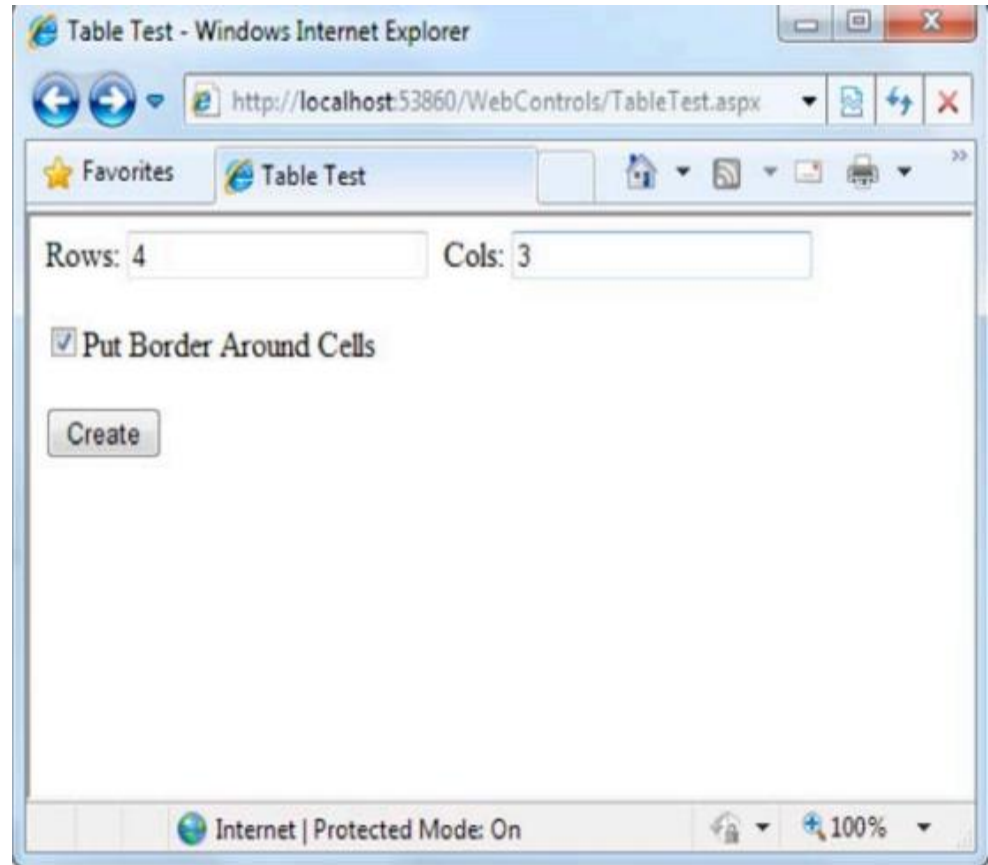 Table Test - Windows Internet Explorer
http://localhost:53860/WebControls/TableTest.aspx
Favorites Table Test
Rows: 4 Cols: 3
Put Border Around Cells
Create
Internet | Protected Mode: On 100%